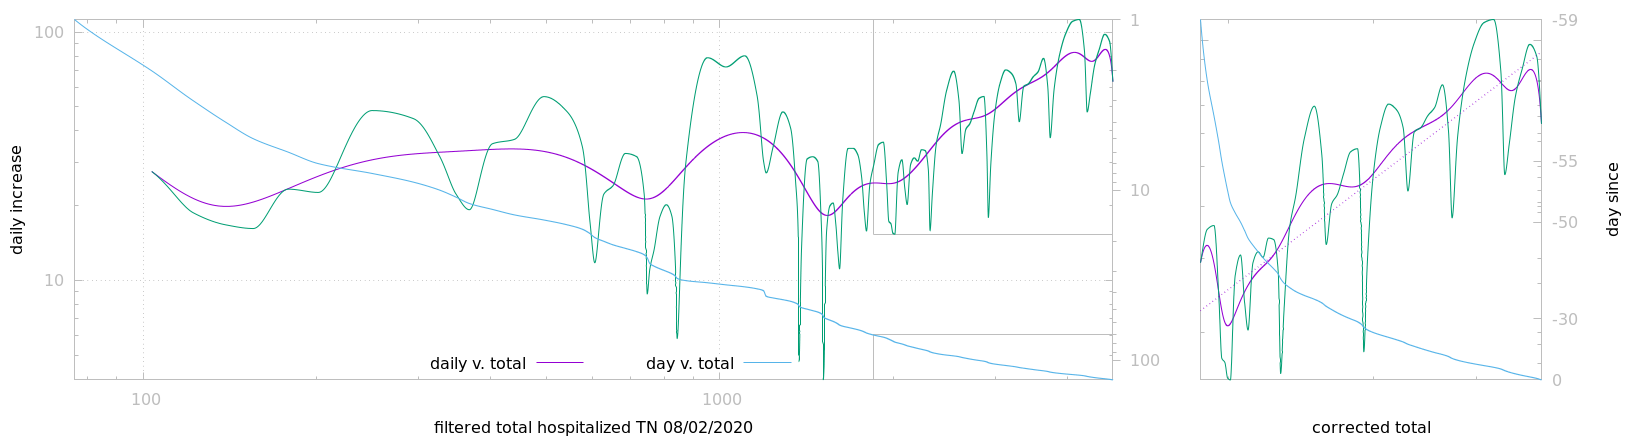 100
10
daily increase
100
1000
filtered total hospitalized TN 08/02/2020
daily v. total
day v. total
1
10
100
-59
-55
-50
-30
0
day since
corrected total